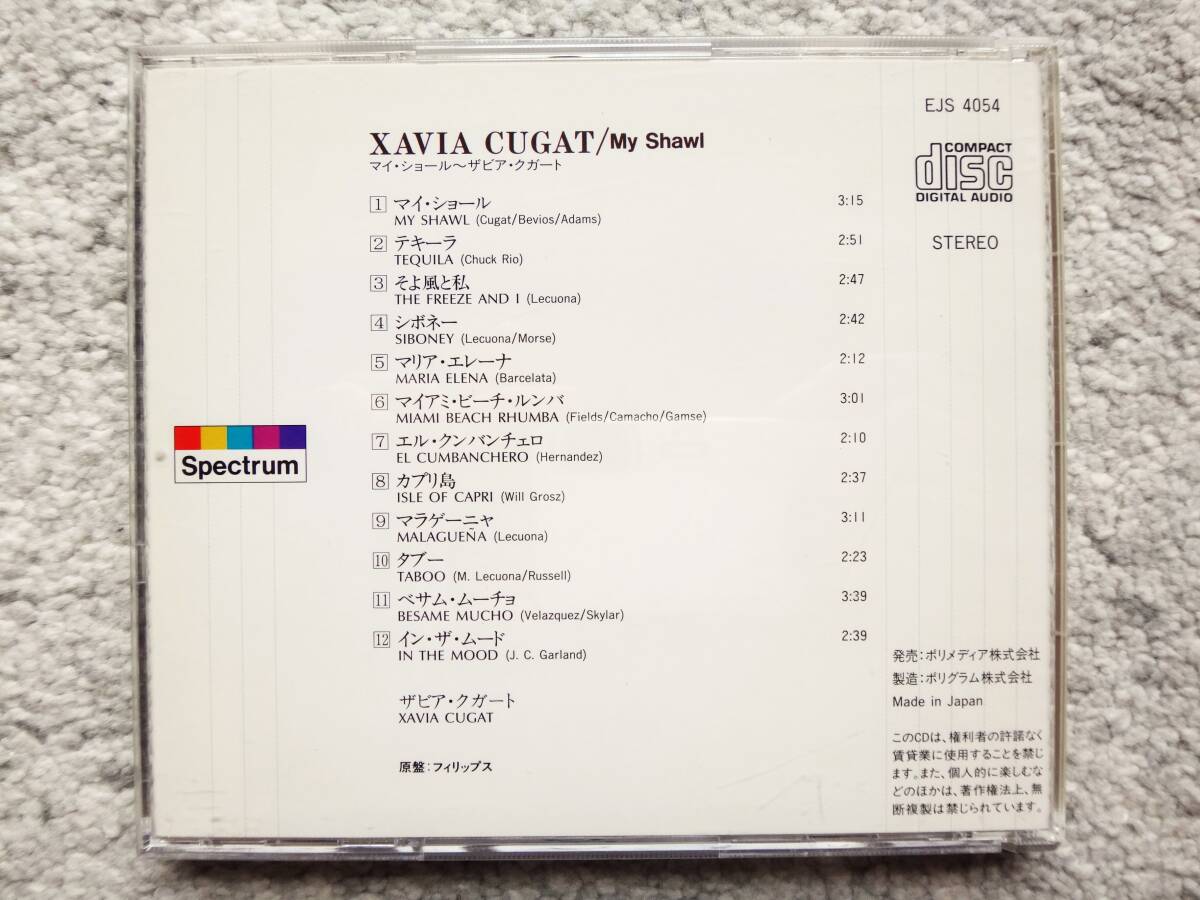 XAVIA CUGAT/My Shawl
マイ・ショール〜ザビア・クガート
1 マイ・ショール 3:15
MY SHAWL (Cugat/Bevios/Adams)
2 テキーラ 2:51
TEQUILA (Chuck Rio)
3 そよ風と私 2:47
THE FREEZE AND I (Lecuona)
4 シボネー 2:42
SIBONEY (Lecuona/Morse)
5 マリア・エレーナ 2:12
MARIA ELENA (Barcelata)
6 マイアミ・ビーチ・ルンバ 3:01
MIAMI BEACH RHUMBA (Fields/Camacho/Gamse)
7 エル・クンバンチェロ 2:10
EL CUMBANCHERO (Hernandez)
8 カプリ島 2:37
ISLE OF CAPRI (Will Grosz)
9 マラゲーニャ 3:11
MALAGUEÑA (Lecuona)
10 タブー 2:23
TABOO (M. Lecuona/Russell)
11 ベサム・ムーチョ 3:39
BESAME MUCHO (Velazquez/Skylar)
12 イン・ザ・ムード 2:39
IN THE MOOD (J. C. Garland)
ザビア・クガート
XAVIA CUGAT
原盤：フィリップス
Spectrum
EJS 4054
COMPACT
disc
DIGITAL AUDIO
STEREO
発売：ポリメディア株式会社
製造：ポリグラム株式会社
Made in Japan
このCDは、権利者の許諾なく
賃貸業に使用することを禁じ
ます。また、個人的に楽しむな
どのほかは、著作権法上、無
断複製は禁じられています。